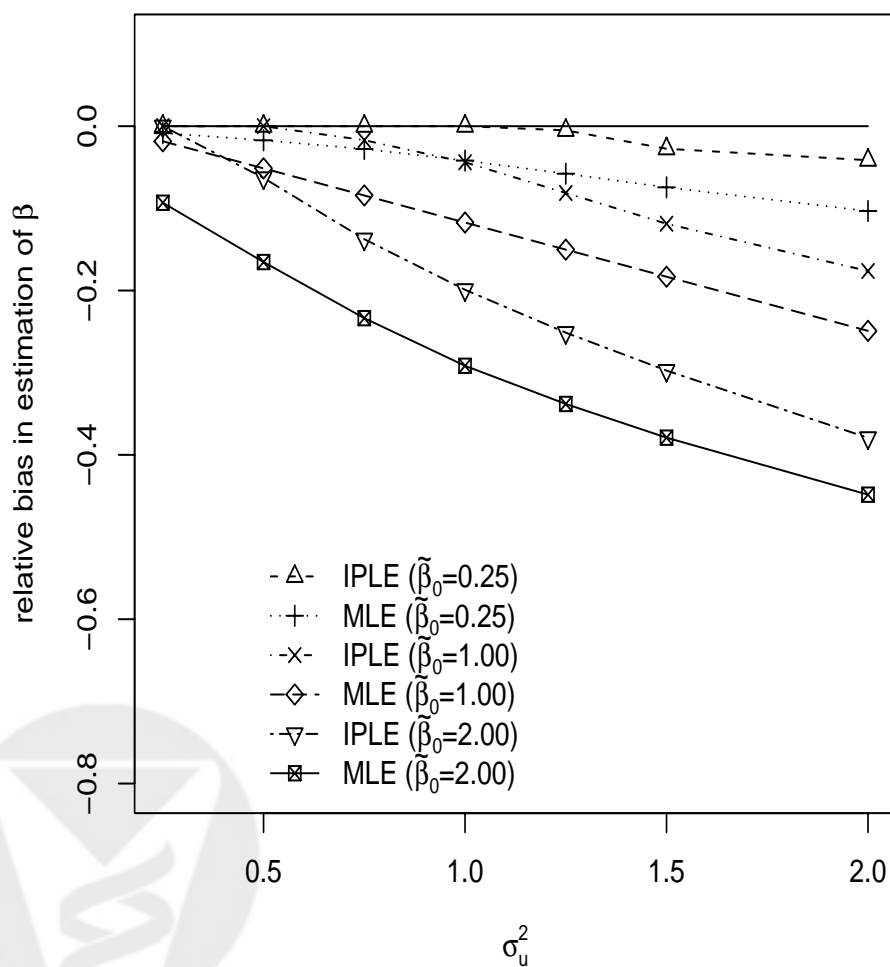 relative bias in estimation of β
0.0
−0.2
−0.4
−0.6
−0.8
IPLE (β̃₀=0.25)
MLE (β̃₀=0.25)
IPLE (β̃₀=1.00)
MLE (β̃₀=1.00)
IPLE (β̃₀=2.00)
MLE (β̃₀=2.00)
0.5 1.0 1.5 2.0
σᵤ²